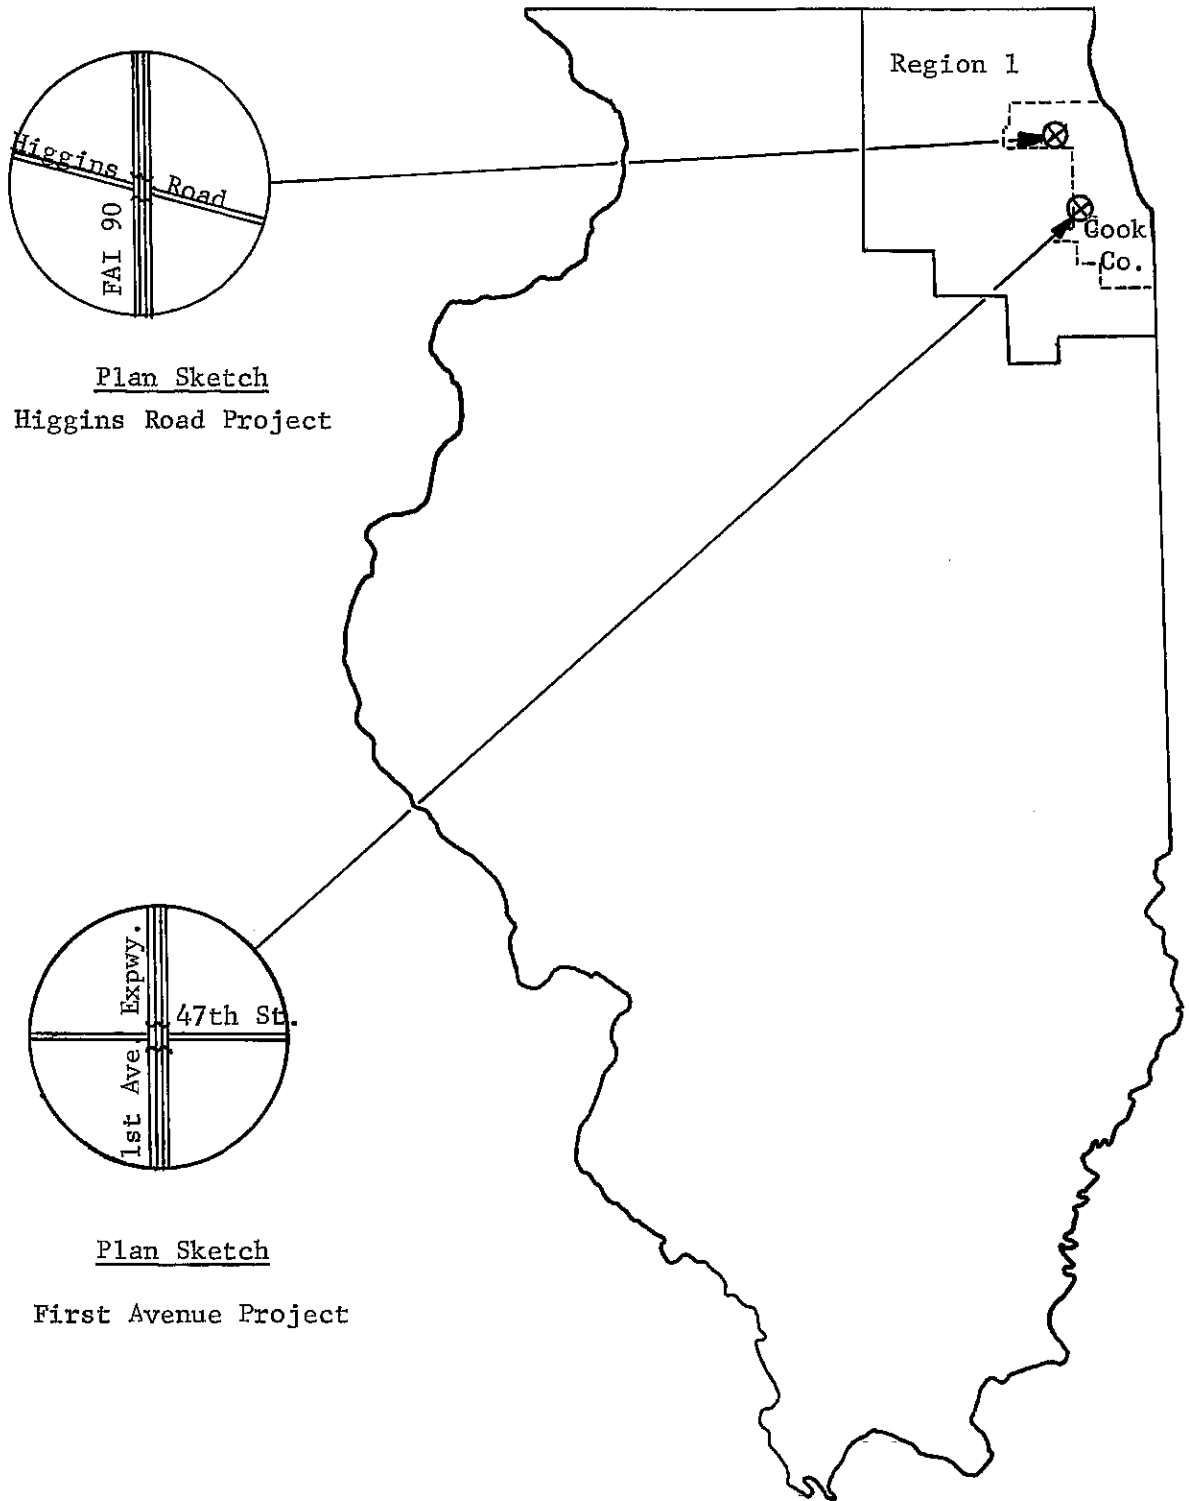 Region 1
Higgins Road
FAI 90
Cook
Co.
Plan Sketch
Higgins Road Project
1st Ave. Expwy.
47th St.
Plan Sketch
First Avenue Project